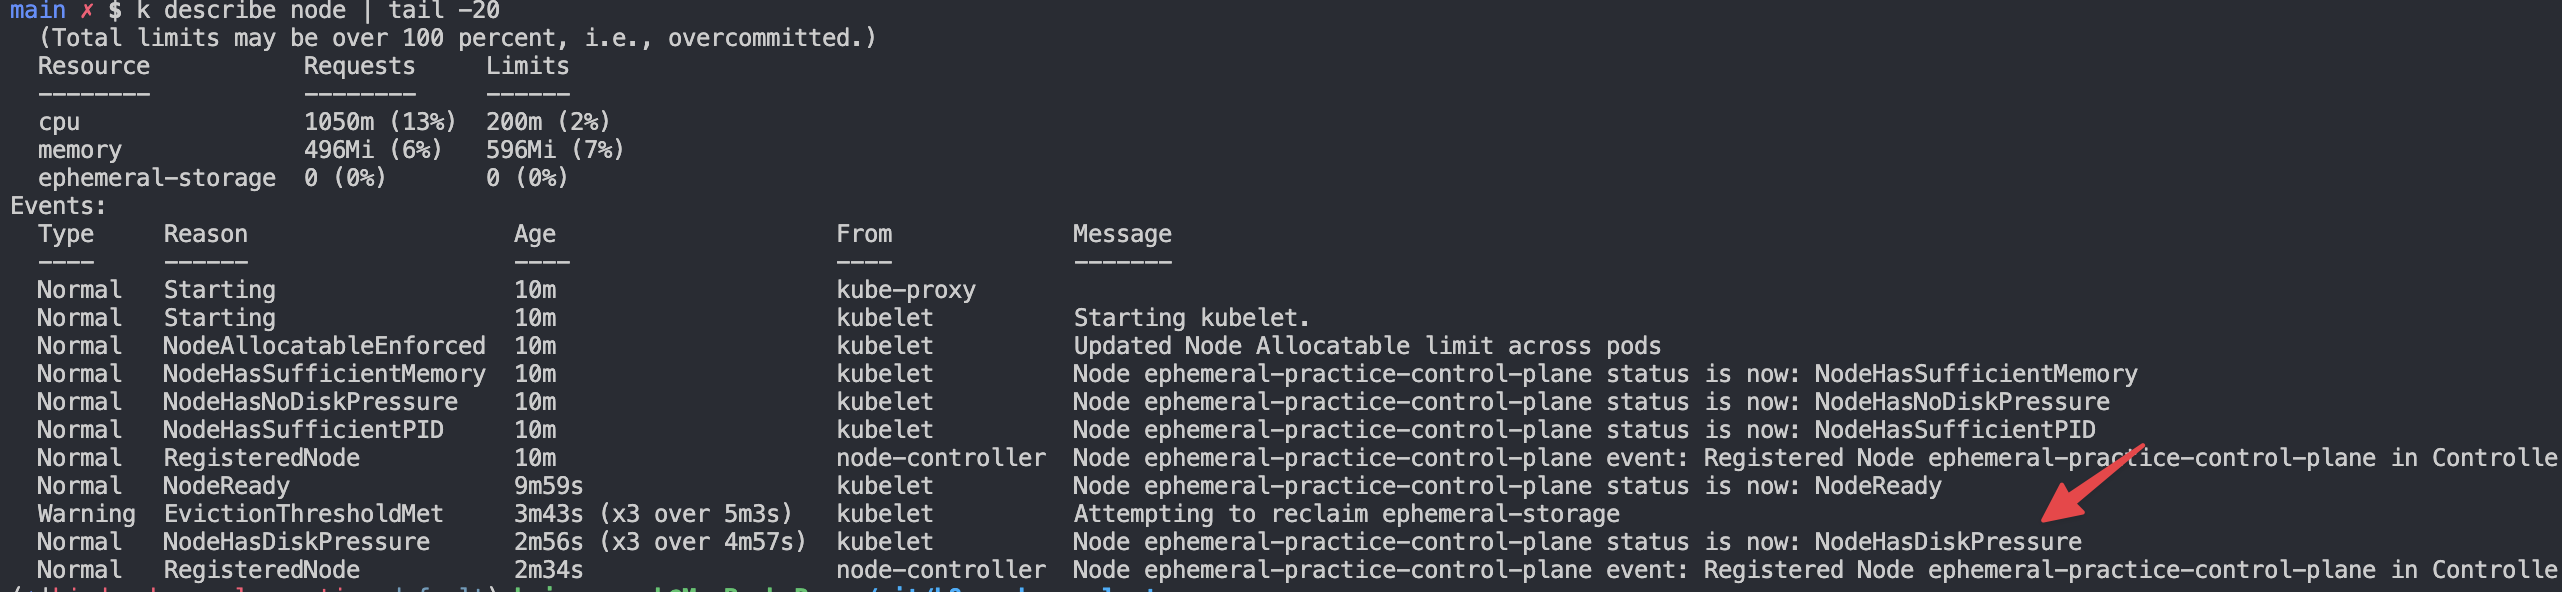 main ✗ $ k describe node | tail -20
(Total limits may be over 100 percent, i.e., overcommitted.)
Resource Requests Limits
-------- -------- ------
cpu 1050m (13%) 200m (2%)
memory 496Mi (6%) 596Mi (7%)
ephemeral-storage 0 (0%) 0 (0%)
Events:
Type Reason Age From Message
---- ------ ---- ---- -------
Normal Starting 10m kube-proxy
Normal Starting 10m kubelet Starting kubelet.
Normal NodeAllocatableEnforced 10m kubelet Updated Node Allocatable limit across pods
Normal NodeHasSufficientMemory 10m kubelet Node ephemeral-practice-control-plane status is now: NodeHasSufficientMemory
Normal NodeHasNoDiskPressure 10m kubelet Node ephemeral-practice-control-plane status is now: NodeHasNoDiskPressure
Normal NodeHasSufficientPID 10m kubelet Node ephemeral-practice-control-plane status is now: NodeHasSufficientPID
Normal RegisteredNode 10m node-controller Node ephemeral-practice-control-plane event: Registered Node ephemeral-practice-control-plane in Controlle
Normal NodeReady 9m59s kubelet Node ephemeral-practice-control-plane status is now: NodeReady
Warning EvictionThresholdMet 3m43s (x3 over 5m3s) kubelet Attempting to reclaim ephemeral-storage
Normal NodeHasDiskPressure 2m56s (x3 over 4m57s) kubelet Node ephemeral-practice-control-plane status is now: NodeHasDiskPressure
Normal RegisteredNode 2m34s node-controller Node ephemeral-practice-control-plane event: Registered Node ephemeral-practice-control-plane in Controlle